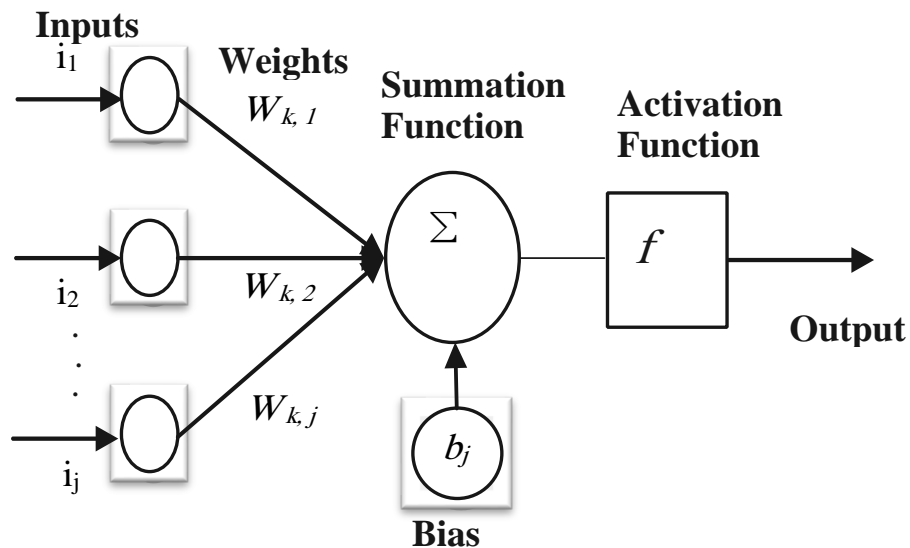 Inputs
i1
Weights
Wk, 1
Summation
Function
Activation
Function
Σ
f
i2
Wk, 2
Output
.
.
.
Wk, j
ij
bj
Bias